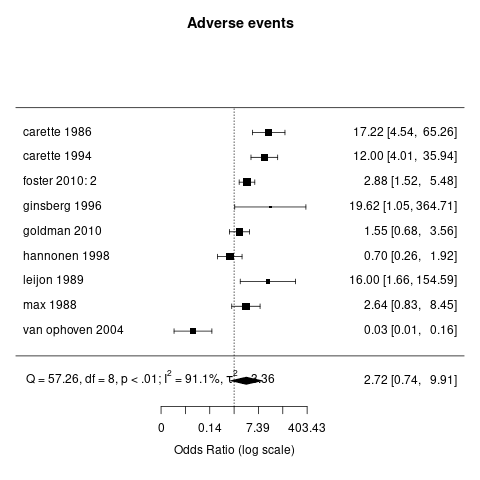 Adverse events
carette 1986 17.22 [4.54, 65.26]
carette 1994 12.00 [4.01, 35.94]
foster 2010: 2 2.88 [1.52, 5.48]
ginsberg 1996 19.62 [1.05, 364.71]
goldman 2010 1.55 [0.68, 3.56]
hannonen 1998 0.70 [0.26, 1.92]
leijon 1989 16.00 [1.66, 154.59]
max 1988 2.64 [0.83, 8.45]
van ophoven 2004 0.03 [0.01, 0.16]
Q = 57.26, df = 8, p < .01; I² = 91.1%, τ² .36 2.72 [0.74, 9.91]
0 0.14 7.39 403.43
Odds Ratio (log scale)